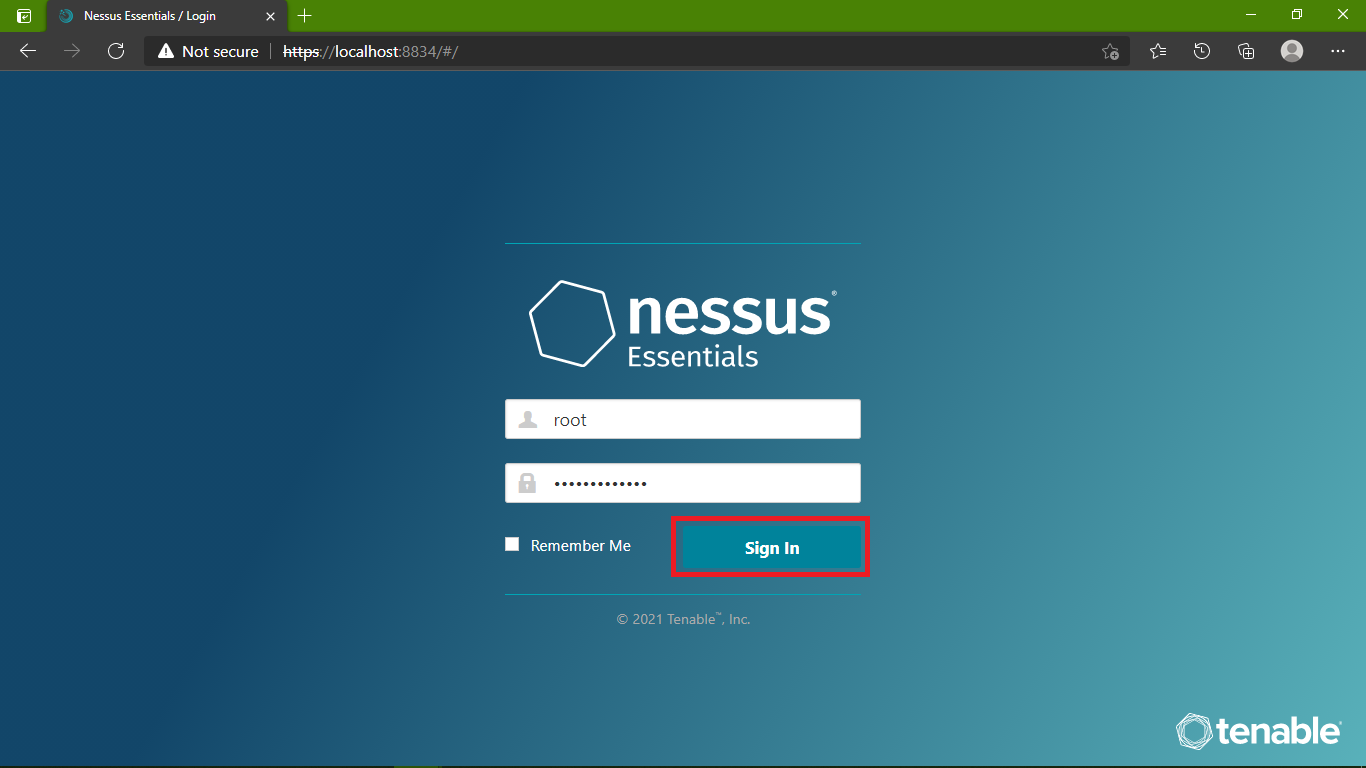 Nessus Essentials / Login
Not secure https://localhost:8834/#/
nessus®
Essentials
root
•••••••••••••
Remember Me
Sign In
© 2021 Tenable™, Inc.
tenable®